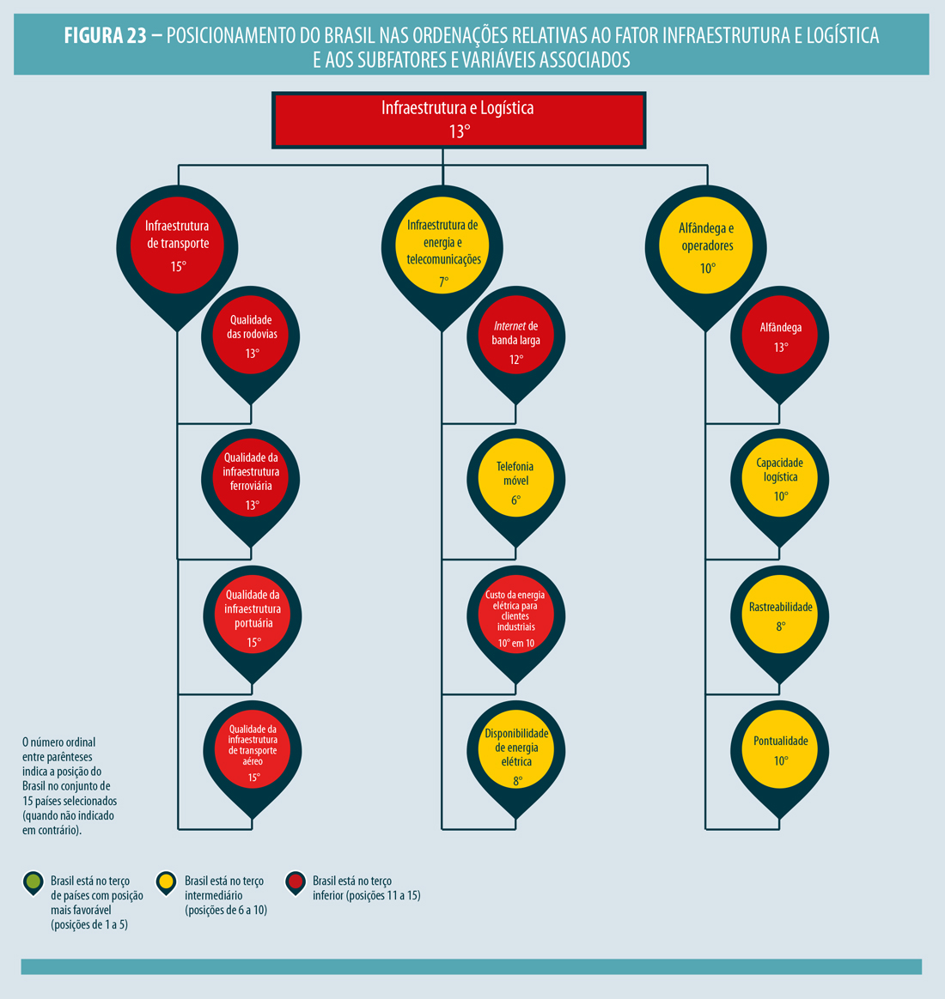 FIGURA 23 – POSICIONAMENTO DO BRASIL NAS ORDENAÇÕES RELATIVAS AO FATOR INFRAESTRUTURA E LOGÍSTICA
E AOS SUBFATORES E VARIÁVEIS ASSOCIADOS
Infraestrutura e Logística
13°
Infraestrutura
de transporte
15°
Infraestrutura de
energia e
telecomunicações
7°
Alfândega e
operadores
10°
Qualidade
das rodovias
13°
Internet de
banda larga
12°
Alfândega
13°
Qualidade da
infraestrutura
ferroviária
13°
Telefonia
móvel
6°
Capacidade
logística
10°
Qualidade da
infraestrutura
portuária
15°
Custo da energia
elétrica para
clientes
industriais
10° em 10
Rastreabilidade
8°
Qualidade da
infraestrutura
de transporte
aéreo
15°
Disponibilidade
de energia
elétrica
8°
Pontualidade
10°
O número ordinal
entre parênteses
indica a posição do
Brasil no conjunto de
15 países selecionados
(quando não indicado
em contrário).
Brasil está no terço
de países com posição
mais favorável
(posições de 1 a 5)
Brasil está no terço
intermediário
(posições de 6 a 10)
Brasil está no terço
inferior (posições 11 a 15)